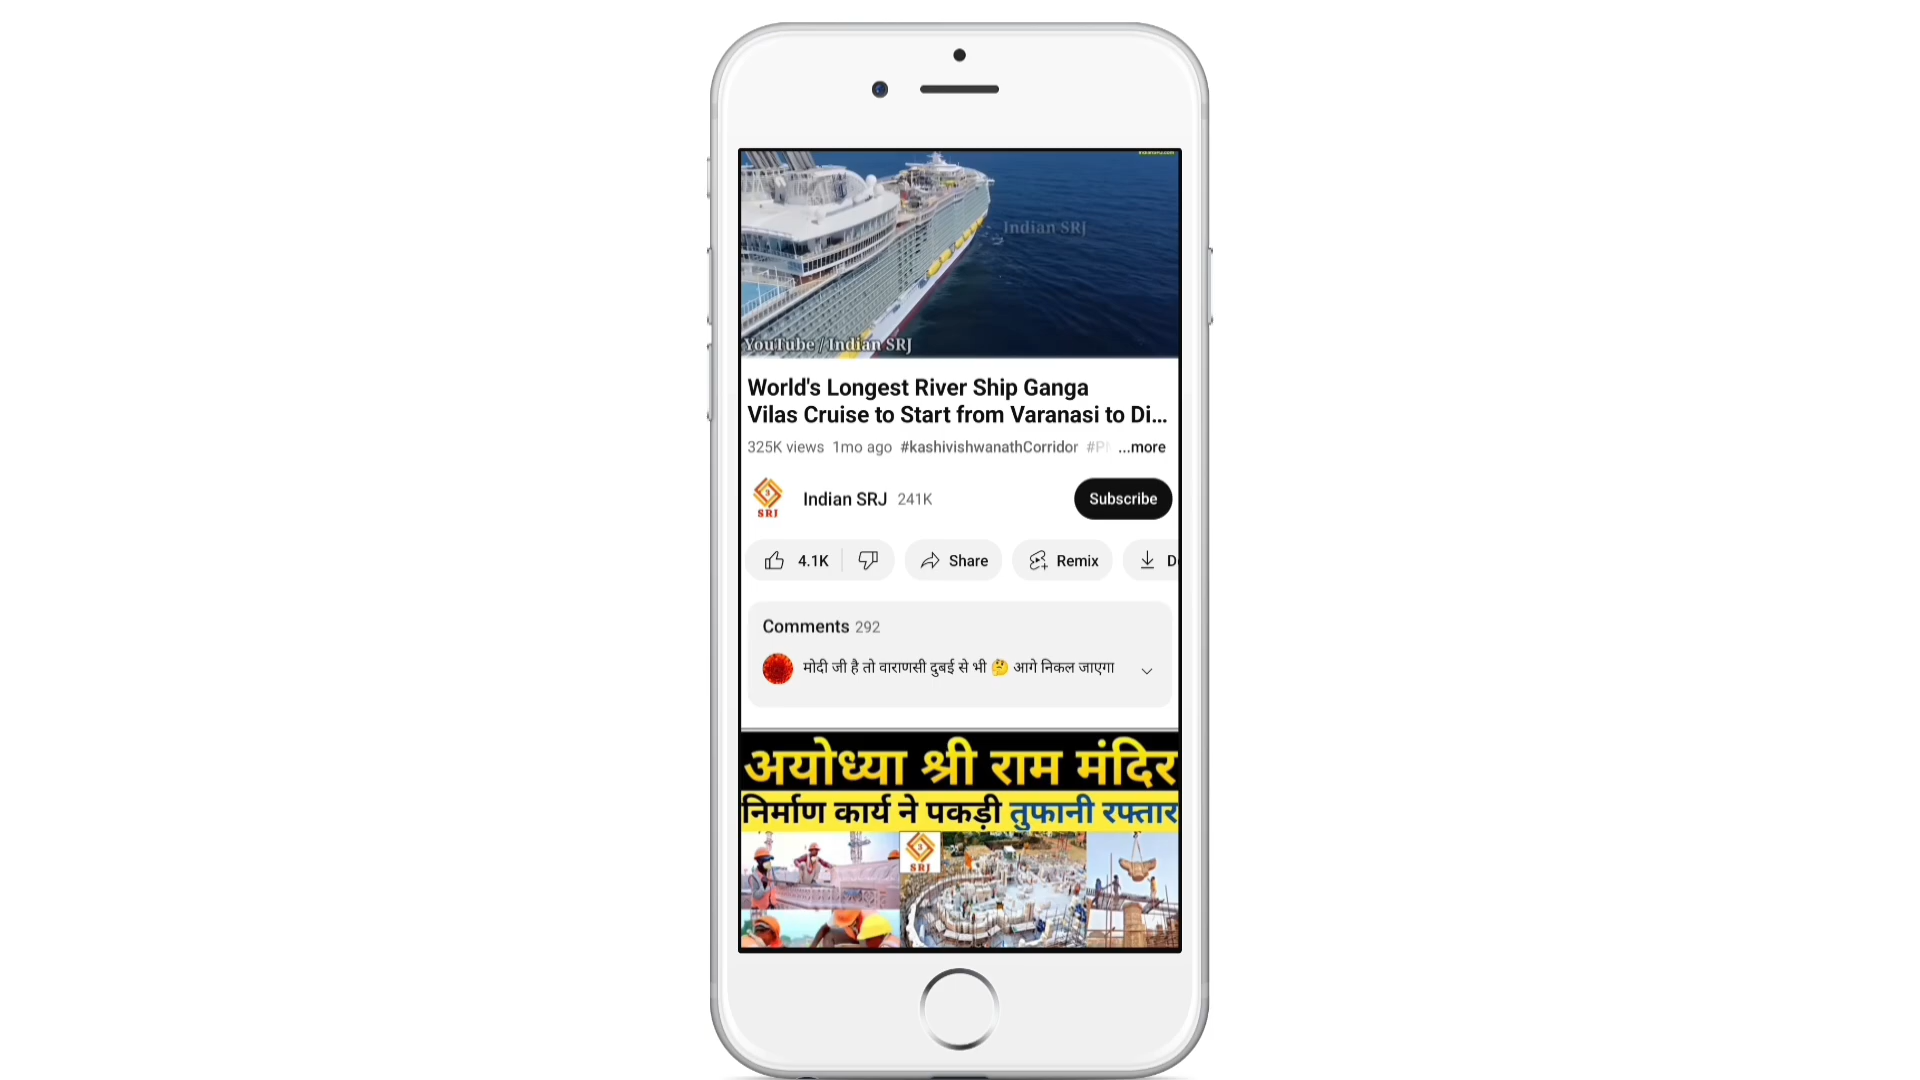 Indian SRJ
YouTube / Indian SRJ
World's Longest River Ship Ganga
Vilas Cruise to Start from Varanasi to Di...
325K views 1mo ago #kashivishwanathCorridor ...more
SRJ
Indian SRJ 241K
Subscribe
4.1K Share Remix
Comments 292
मोदी जी है तो वाराणसी दुबई से भी 🤔 आगे निकल जाएगा
अयोध्या श्री राम मंदिर
निर्माण कार्य ने पकड़ी तुफानी रफ्तार
SRJ